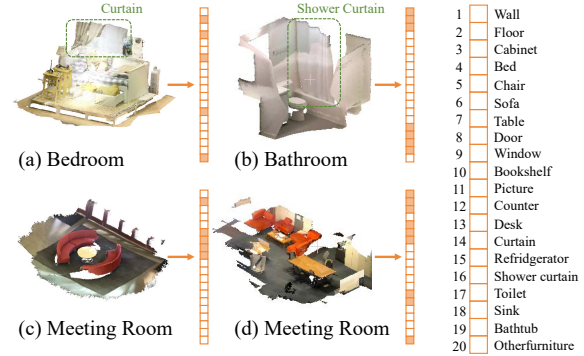 Curtain
Shower Curtain
(a) Bedroom
(b) Bathroom
(c) Meeting Room
(d) Meeting Room
1 Wall
2 Floor
3 Cabinet
4 Bed
5 Chair
6 Sofa
7 Table
8 Door
9 Window
10 Bookshelf
11 Picture
12 Counter
13 Desk
14 Curtain
15 Refridgerator
16 Shower curtain
17 Toilet
18 Sink
19 Bathtub
20 Otherfurniture